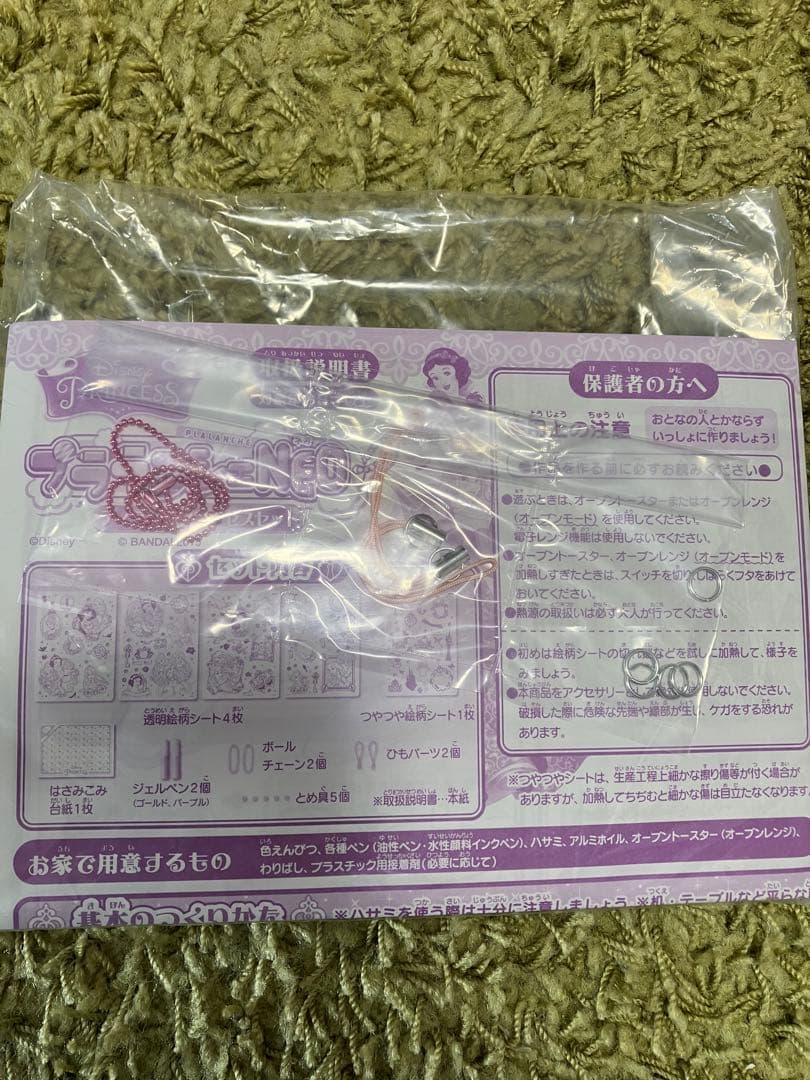 Disney
PRINCESS
取扱説明書
PLALANCHE
©Disney ©BANDAI
透明絵柄シート4枚
つやつや絵柄シート1枚
はさみこみ
台紙1枚
ジェルペン2個
(ゴールド、パープル)
ボール
チェーン2個
とめ具5個
ひもパーツ2個
※取扱説明書…本紙
保護者の方へ
上の注意
おとなの人とかならず
いっしょに作りましょう!
を作る前に必ずお読みください●
●遊ぶときは、オーブントースターまたはオーブンレンジ
(オーブンモード)を使用してください。
電子レンジ機能は使用しないでください。
●オーブントースター、オーブンレンジ(オーブンモード)を
加熱しすぎたときは、スイッチを切り、しばらくフタをあけて
おいてください。
●熱源の取扱いは必ず大人が行ってください。
●初めは絵柄シートの切れ端などを試しに加熱して、様子を
みましょう。
●本商品をアクセサリー 用しないでください。
破損した際に危険な先端や縁部が生じ、ケガをする恐れが
あります。
※つやつやシートは、生産工程上細かな擦り傷等が付く場合が
ありますが、加熱してちぢむと細かな傷は目立たなくなります。
お家で用意するもの
色えんぴつ、各種ペン(油性ペン・水性顔料インクペン)、ハサミ、アルミホイル、オーブントースター(オーブンレンジ)、
わりばし、プラスチック用接着剤(必要に応じて)
基本のつくりかた
※ハサミを使う際は十分に注意しましょう ※机・テーブルなど平らな